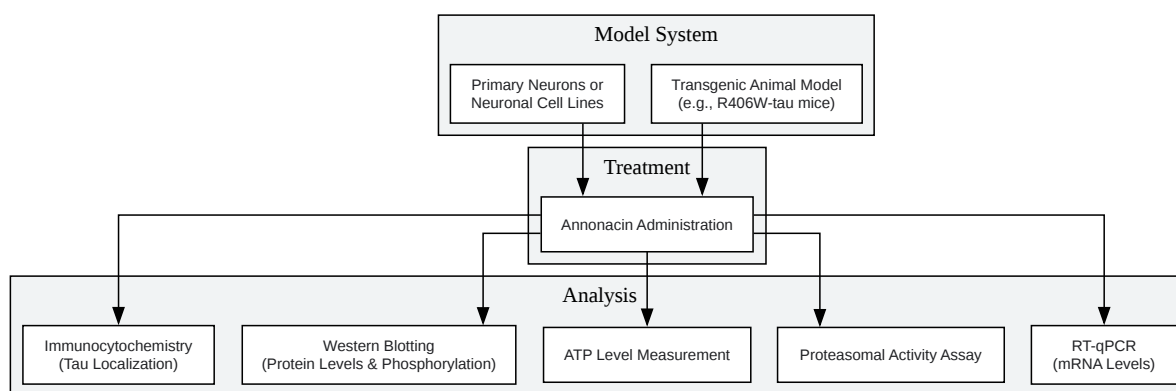 Model System
Primary Neurons or
Neuronal Cell Lines
Transgenic Animal Model
(e.g., R406W-tau mice)
Treatment
Annonacin Administration
Analysis
Immunocytochemistry
(Tau Localization)
Western Blotting
(Protein Levels & Phosphorylation)
ATP Level Measurement
Proteasomal Activity Assay
RT-qPCR
(mRNA Levels)